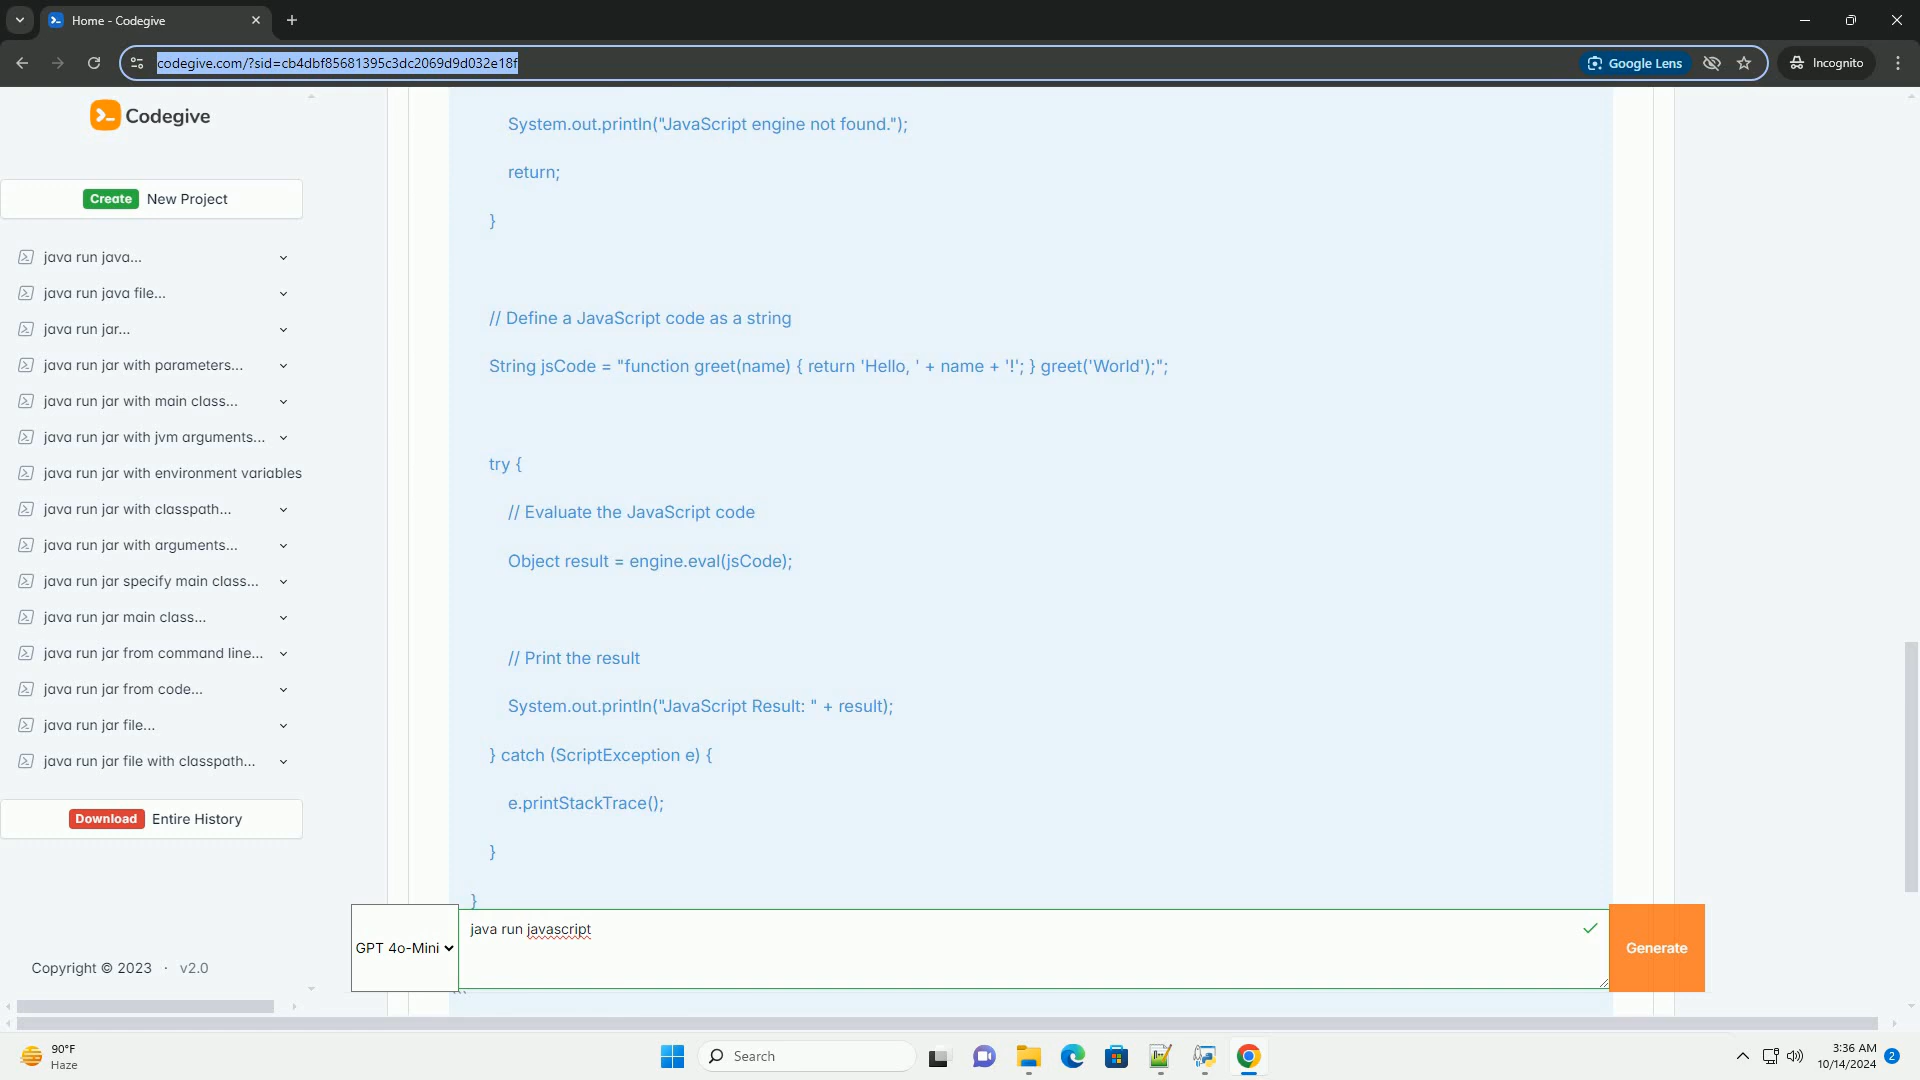 Home - Codegive
codegive.com/?sid=cb4dbf85681395c3dc2069d9d032e18f
Google Lens
Incognito
Codegive
Create New Project
java run java...
java run java file...
java run jar...
java run jar with parameters...
java run jar with main class...
java run jar with jvm arguments...
java run jar with environment variables
java run jar with classpath...
java run jar with arguments...
java run jar specify main class...
java run jar main class...
java run jar from command line...
java run jar from code...
java run jar file...
java run jar file with classpath...
Download Entire History
Copyright © 2023 · v2.0
System.out.println("JavaScript engine not found.");
return;
}
// Define a JavaScript code as a string
String jsCode = "function greet(name) { return 'Hello, ' + name + '!'; } greet('World');";
try {
// Evaluate the JavaScript code
Object result = engine.eval(jsCode);
// Print the result
System.out.println("JavaScript Result: " + result);
} catch (ScriptException e) {
e.printStackTrace();
}
}
GPT 4o-Mini
java run javascript
Generate
90°F
Haze
Search
3:36 AM
10/14/2024
2